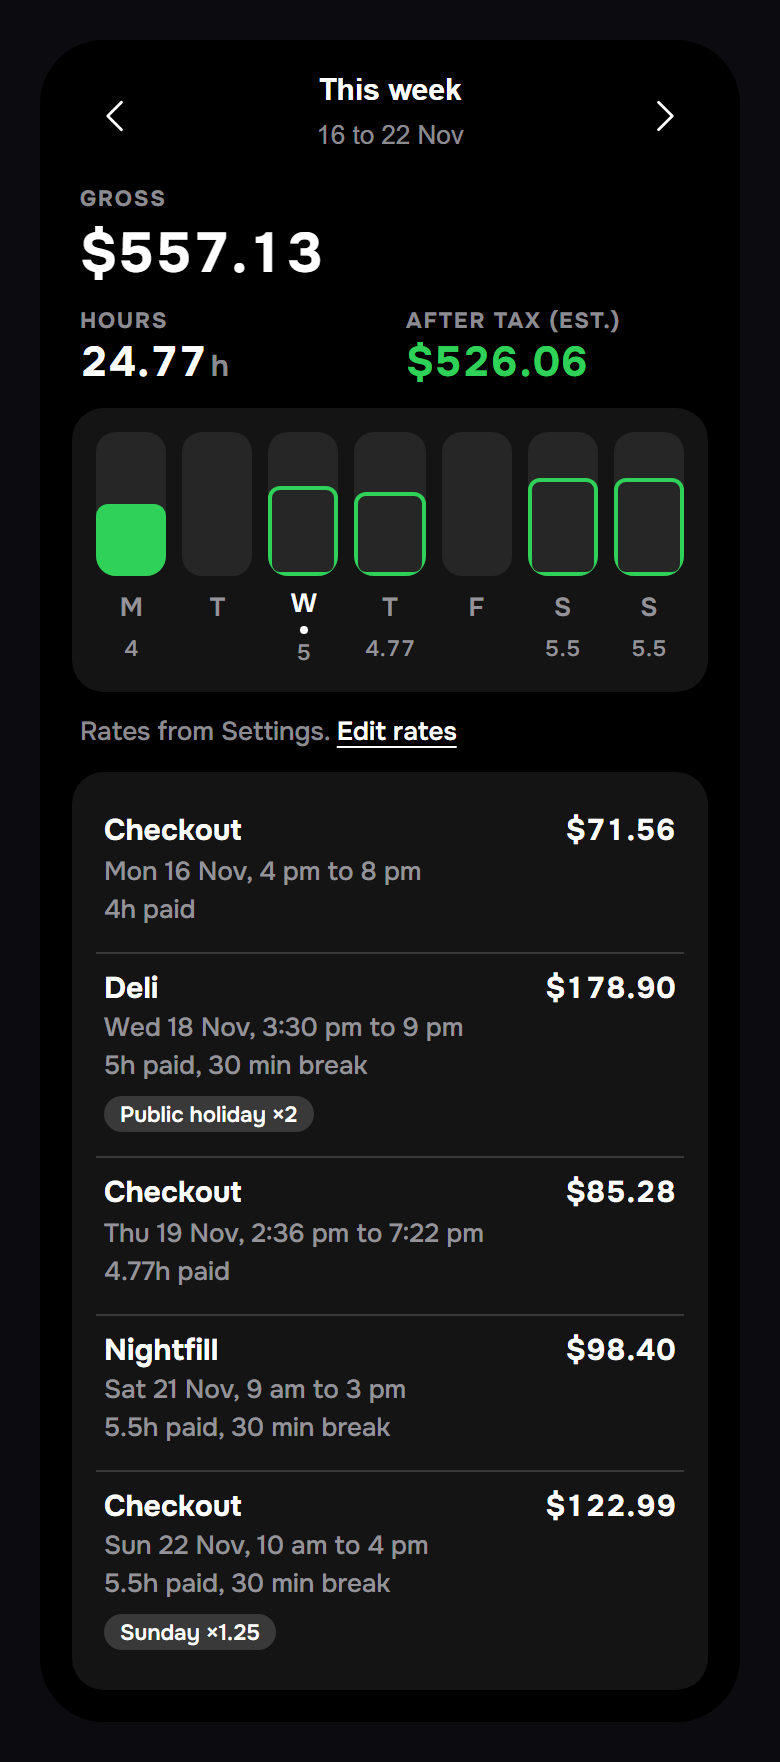 This week
16 to 22 Nov
GROSS
$557.13
HOURS
AFTER TAX (EST.)
24.77h
$526.06
M T W T F S S
4 5 4.77 5.5 5.5
Rates from Settings. Edit rates
Checkout $71.56
Mon 16 Nov, 4 pm to 8 pm
4h paid
Deli $178.90
Wed 18 Nov, 3:30 pm to 9 pm
5h paid, 30 min break
Public holiday ×2
Checkout $85.28
Thu 19 Nov, 2:36 pm to 7:22 pm
4.77h paid
Nightfill $98.40
Sat 21 Nov, 9 am to 3 pm
5.5h paid, 30 min break
Checkout $122.99
Sun 22 Nov, 10 am to 4 pm
5.5h paid, 30 min break
Sunday ×1.25